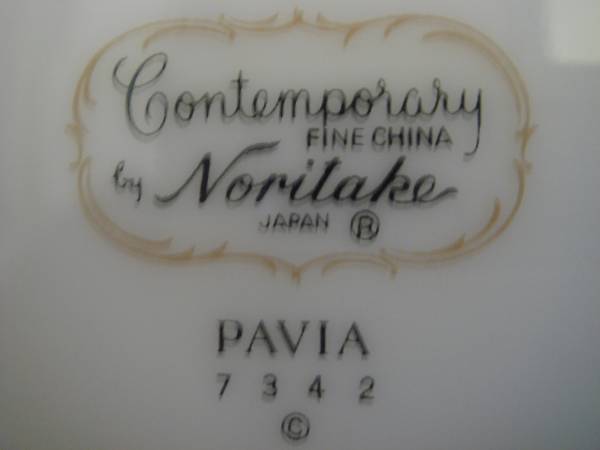 Contemporary
FINE CHINA
by Noritake
JAPAN ®
PAVIA
7342
©